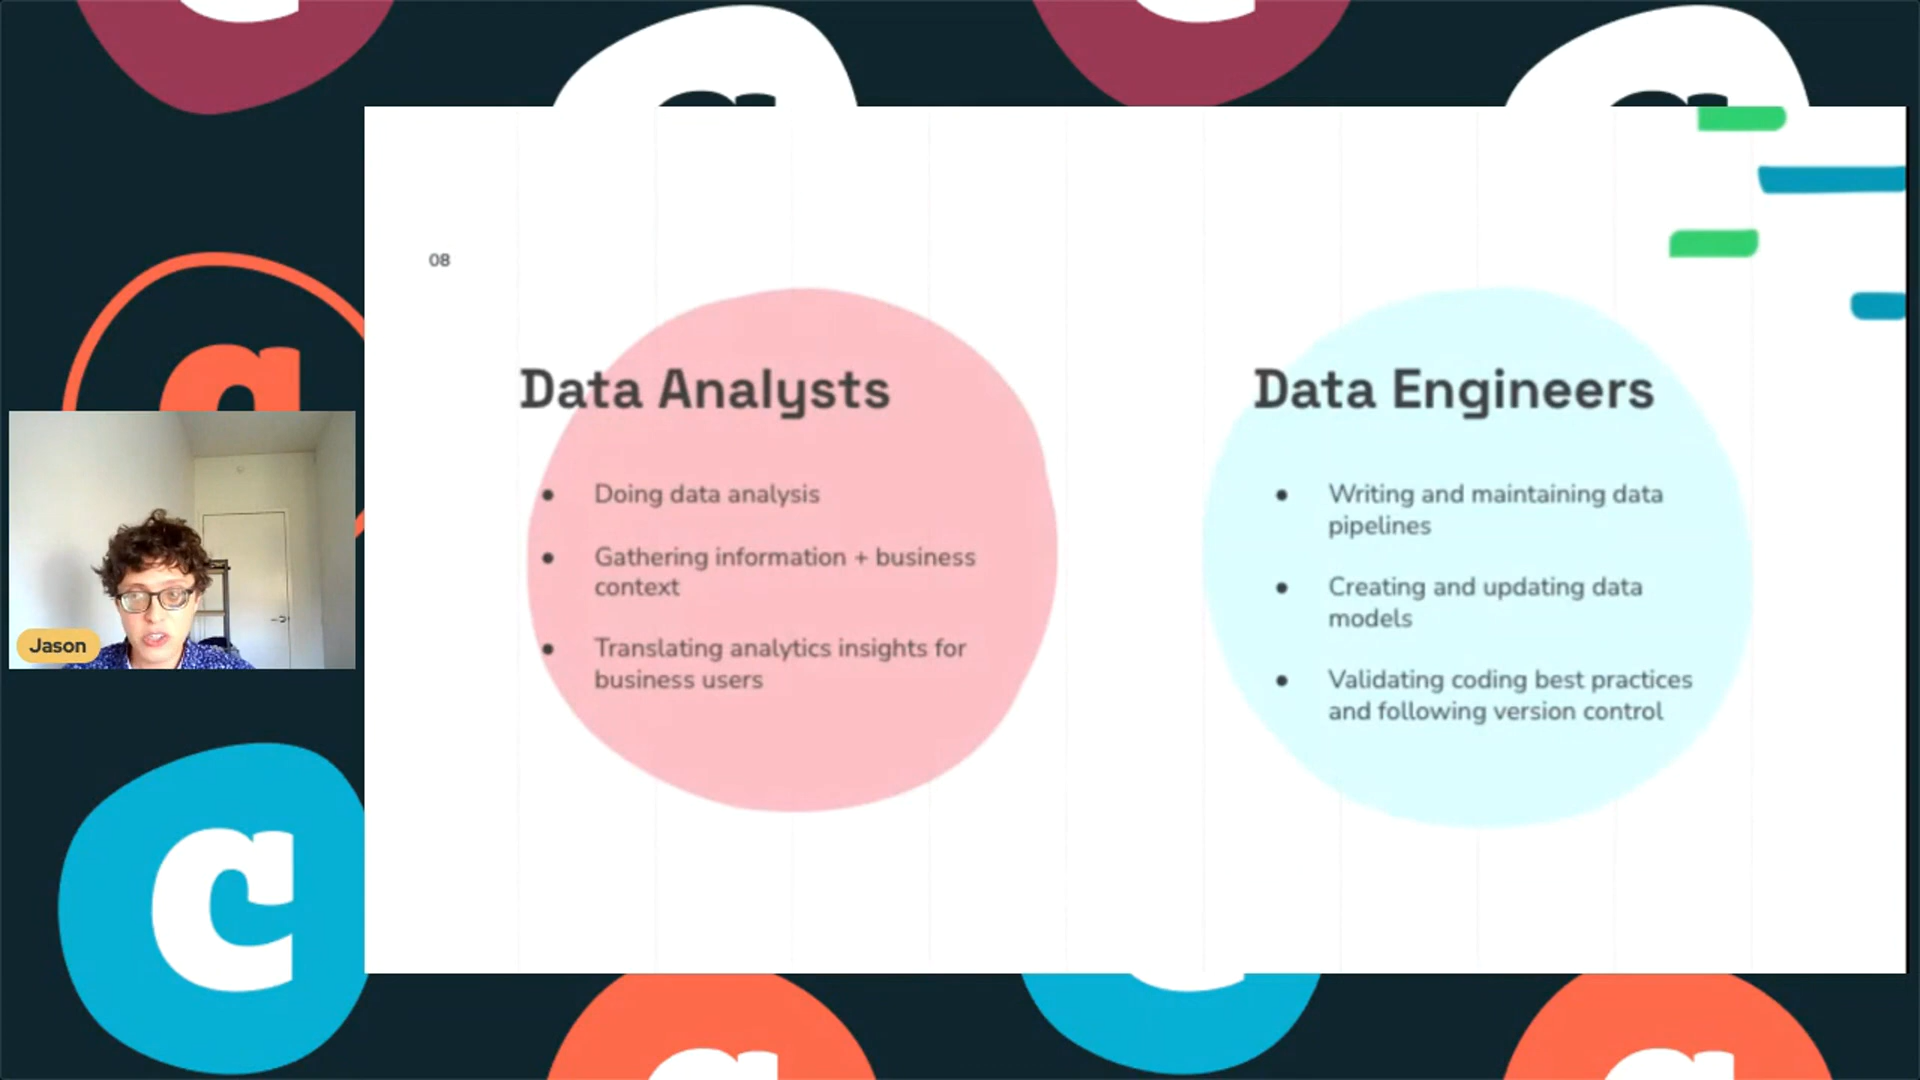 08
Data Analysts
Doing data analysis
Gathering information + business
context
Translating analytics insights for
business users
Data Engineers
Writing and maintaining data
pipelines
Creating and updating data
models
Validating coding best practices
and following version control
Jason